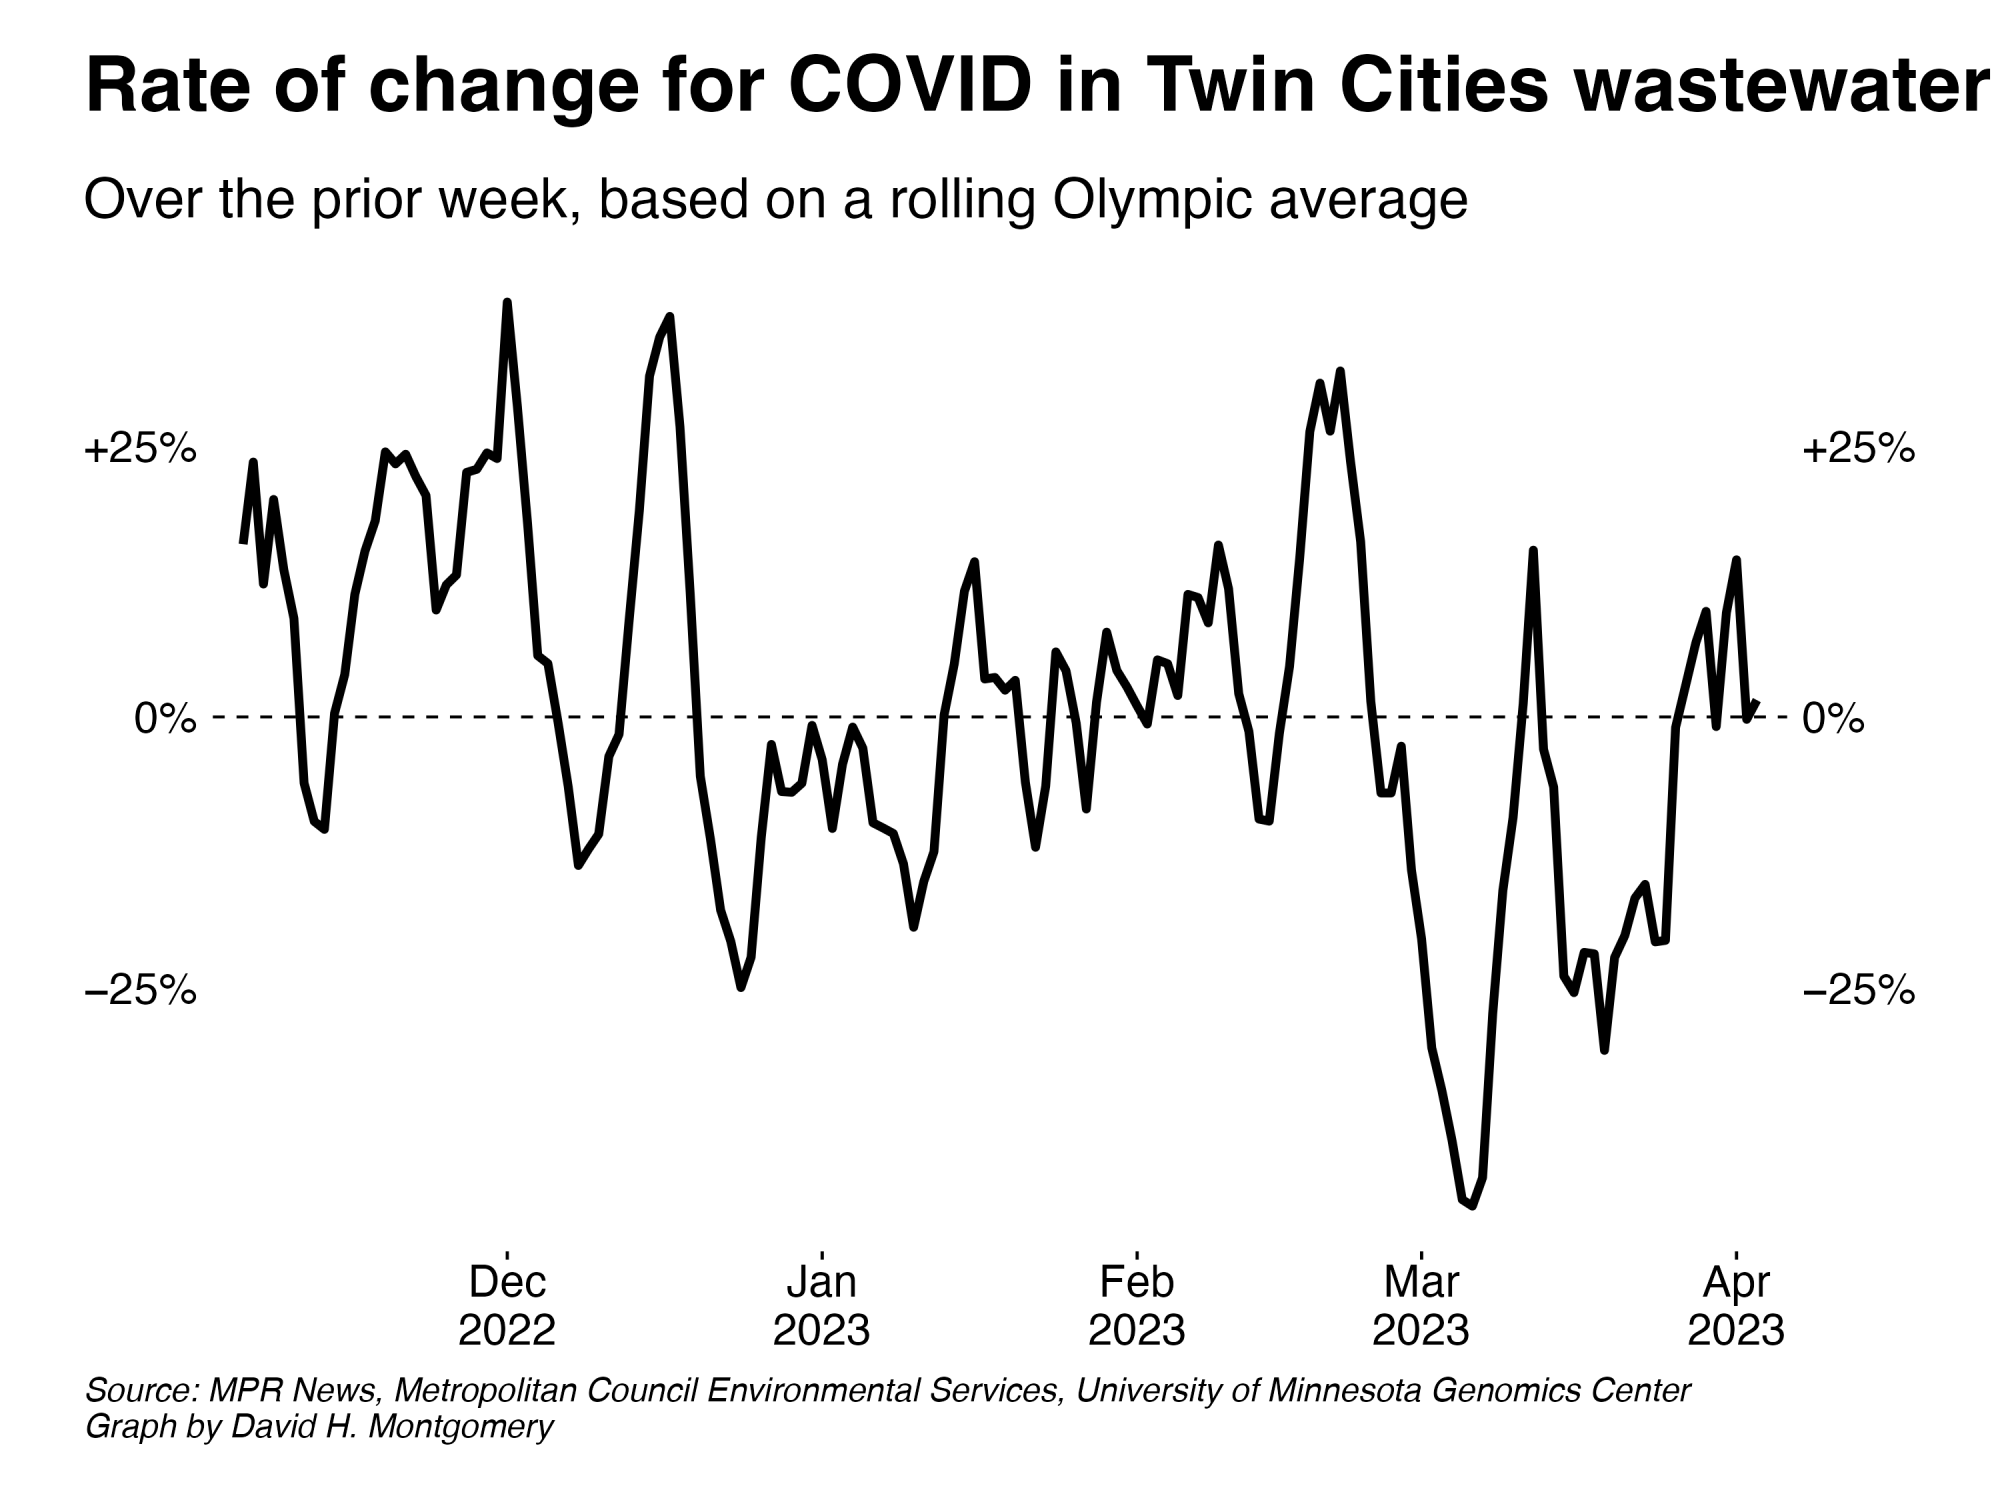 Rate of change for COVID in Twin Cities wastewater
Over the prior week, based on a rolling Olympic average
+25% +25%
0% 0%
−25% −25%
Dec Jan Feb Mar Apr
2022 2023 2023 2023 2023
Source: MPR News, Metropolitan Council Environmental Services, University of Minnesota Genomics Center
Graph by David H. Montgomery